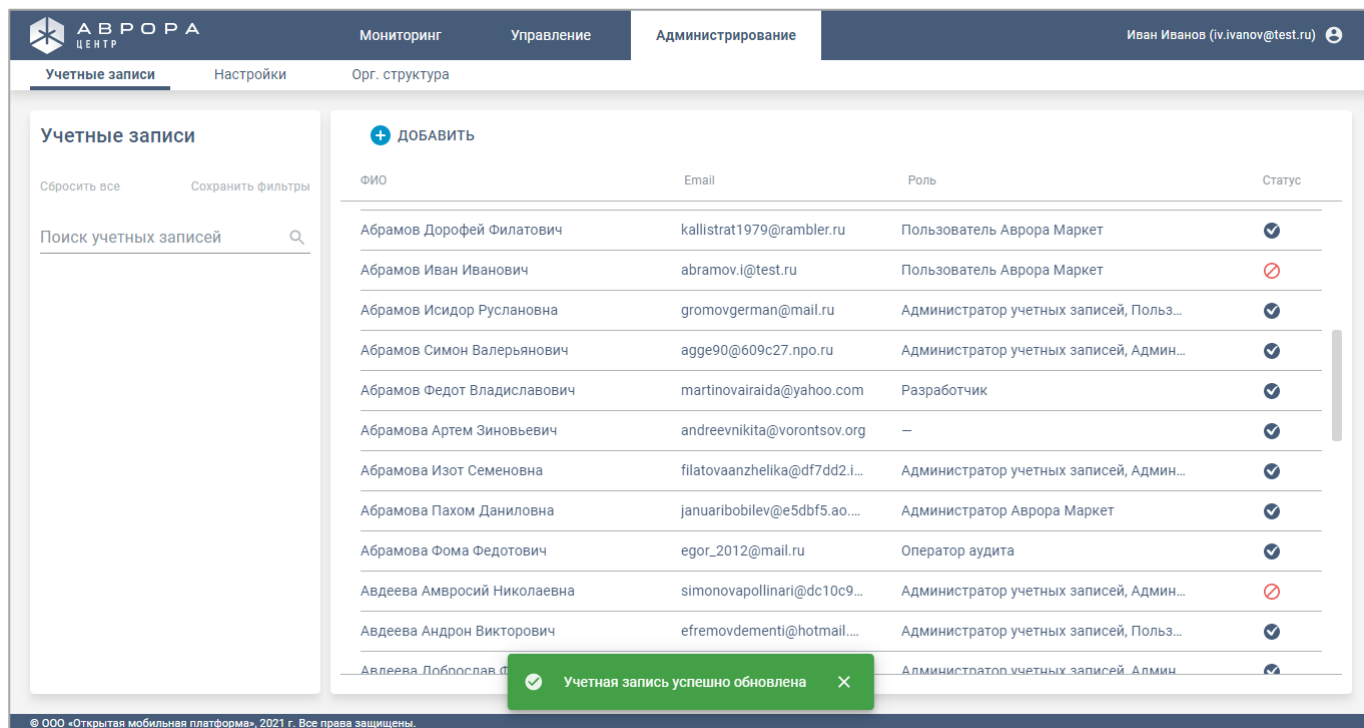 АВРОРА
ЦЕНТР
Мониторинг Управление Администрирование Иван Иванов (iv.ivanov@test.ru)
Учетные записи Настройки Орг. структура
Учетные записи
Сбросить все Сохранить фильтры
Поиск учетных записей
ДОБАВИТЬ
ФИО Email Роль Статус
Абрамов Дорофей Филатович kallistrat1979@rambler.ru Пользователь Аврора Маркет
Абрамов Иван Иванович abramov.i@test.ru Пользователь Аврора Маркет
Абрамов Исидор Руслановна gromovgerman@mail.ru Администратор учетных записей, Польз...
Абрамов Симон Валерьянович agge90@609c27.npo.ru Администратор учетных записей, Админ...
Абрамов Федот Владиславович martinovairaida@yahoo.com Разработчик
Абрамова Артем Зиновьевич andreevnikita@vorontsov.org —
Абрамова Изот Семеновна filatovaanzhelika@df7dd2.i... Администратор учетных записей, Админ...
Абрамова Пахом Даниловна januaribobilev@e5dbf5.ao.... Администратор Аврора Маркет
Абрамова Фома Федотович egor_2012@mail.ru Оператор аудита
Авдеева Амвросий Николаевна simonovapollinari@dc10c9... Администратор учетных записей, Админ...
Авдеева Андрон Викторович efremovdementi@hotmail.... Администратор учетных записей, Польз...
Авдеева Доброслав Администратор учетных записей, Админ
Учетная запись успешно обновлена
© ООО «Открытая мобильная платформа», 2021 г. Все права защищены.